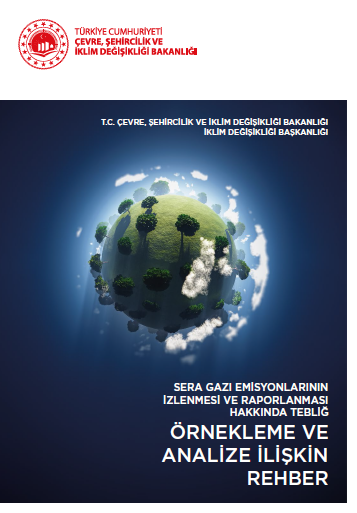 TÜRKİYE CUMHURİYETİ
ÇEVRE, ŞEHİRCİLİK VE
İKLİM DEĞİŞİKLİĞİ BAKANLIĞI
T.C. ÇEVRE, ŞEHİRCİLİK VE İKLİM DEĞİŞİKLİĞİ BAKANLIĞI
İKLİM DEĞİŞİKLİĞİ BAŞKANLIĞI
SERA GAZI EMİSYONLARININ
İZLENMESİ VE RAPORLANMASI
HAKKINDA TEBLİĞ
ÖRNEKLEME VE
ANALİZE İLİŞKİN
REHBER